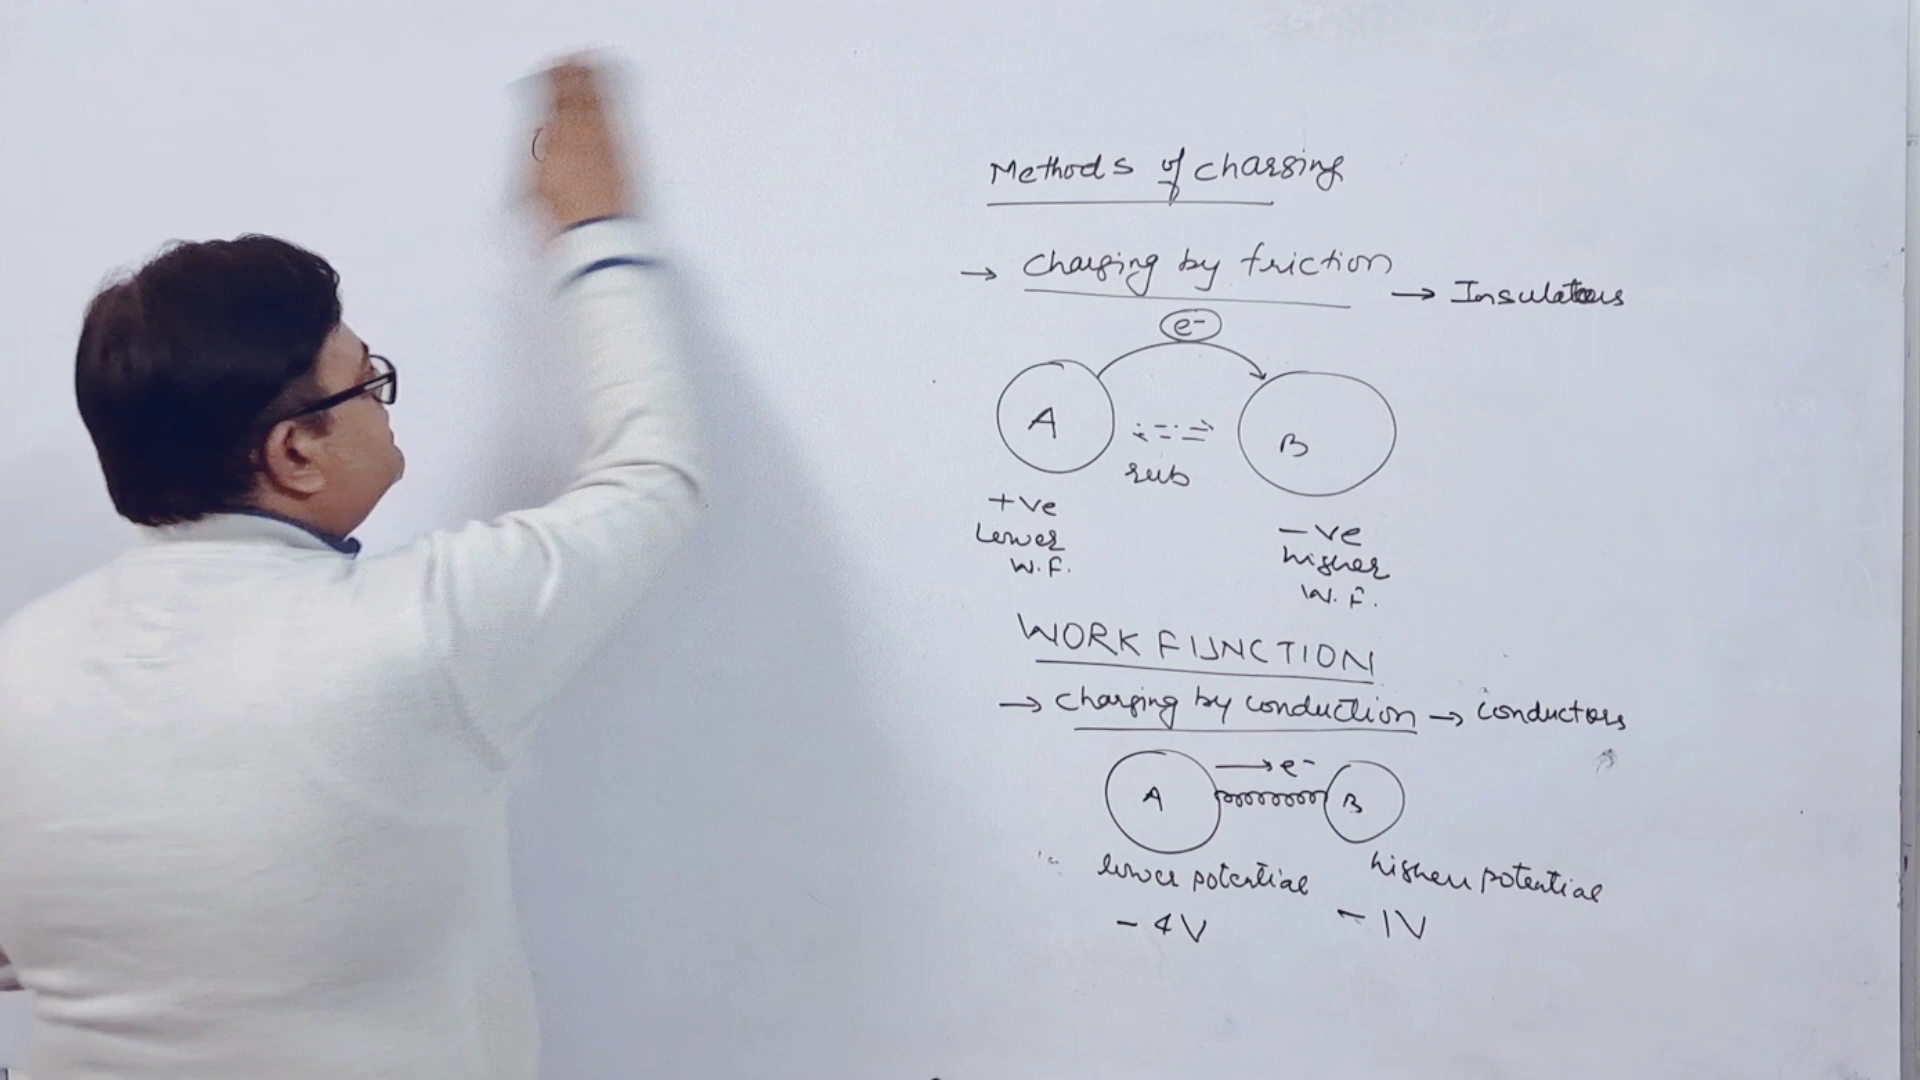 Methods of charging
→ Charging by friction → Insulators
e-
A
B
rub
+ve
Lower
W.F.
-ve
higher
W.F.
WORK FUNCTION
→ Charging by conduction → Conductors
→ e-
A
B
lower potential
higher potential
- 4V
- 1V